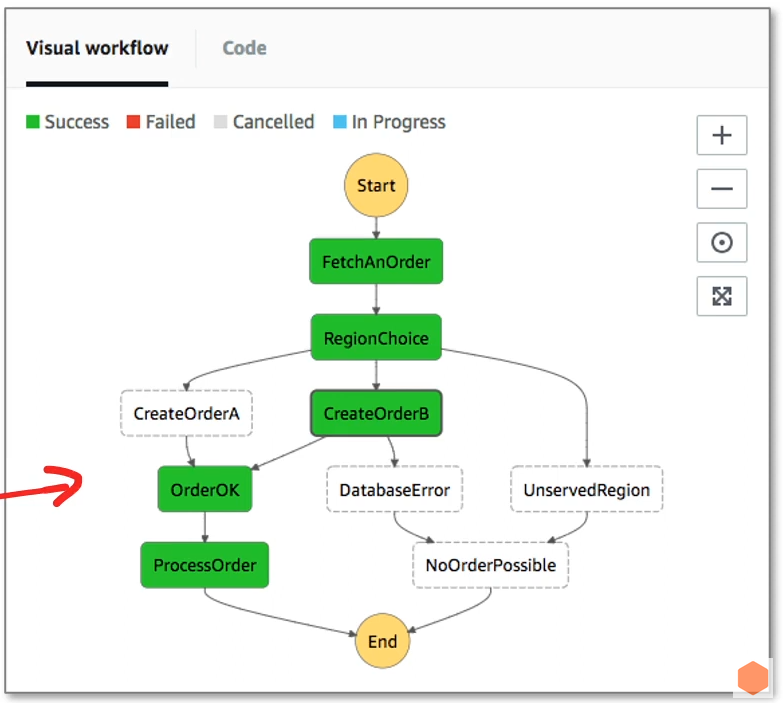 Visual workflow Code
Success Failed Cancelled In Progress
Start
FetchAnOrder
RegionChoice
CreateOrderA CreateOrderB
OrderOK DatabaseError UnservedRegion
ProcessOrder NoOrderPossible
End